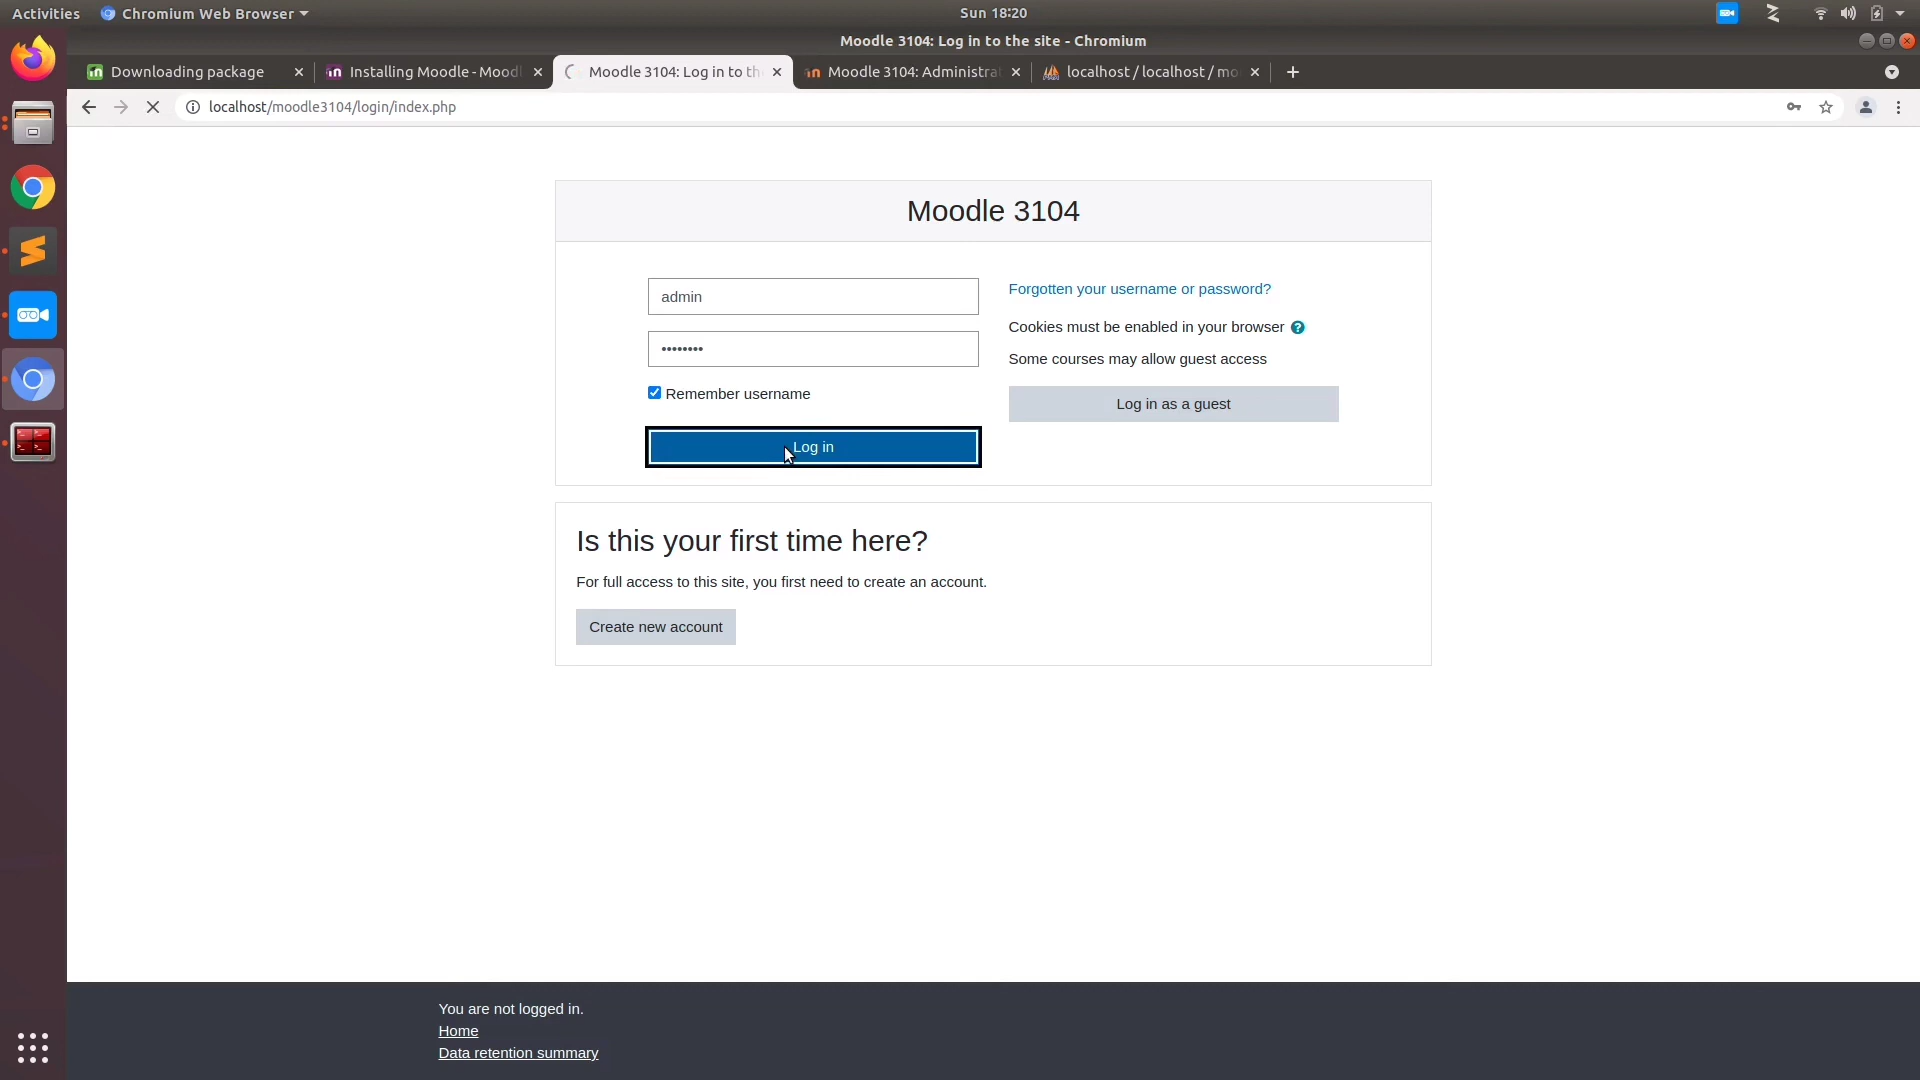 Activities Chromium Web Browser Sun 18:20
Moodle 3104: Log in to the site - Chromium
Downloading package Installing Moodle - Mood Moodle 3104: Log in to th Moodle 3104: Administra localhost / localhost / mo
localhost/moodle3104/login/index.php
Moodle 3104
admin
Forgotten your username or password?
Cookies must be enabled in your browser
Some courses may allow guest access
Remember username
Log in as a guest
Log in
Is this your first time here?
For full access to this site, you first need to create an account.
Create new account
You are not logged in.
Home
Data retention summary